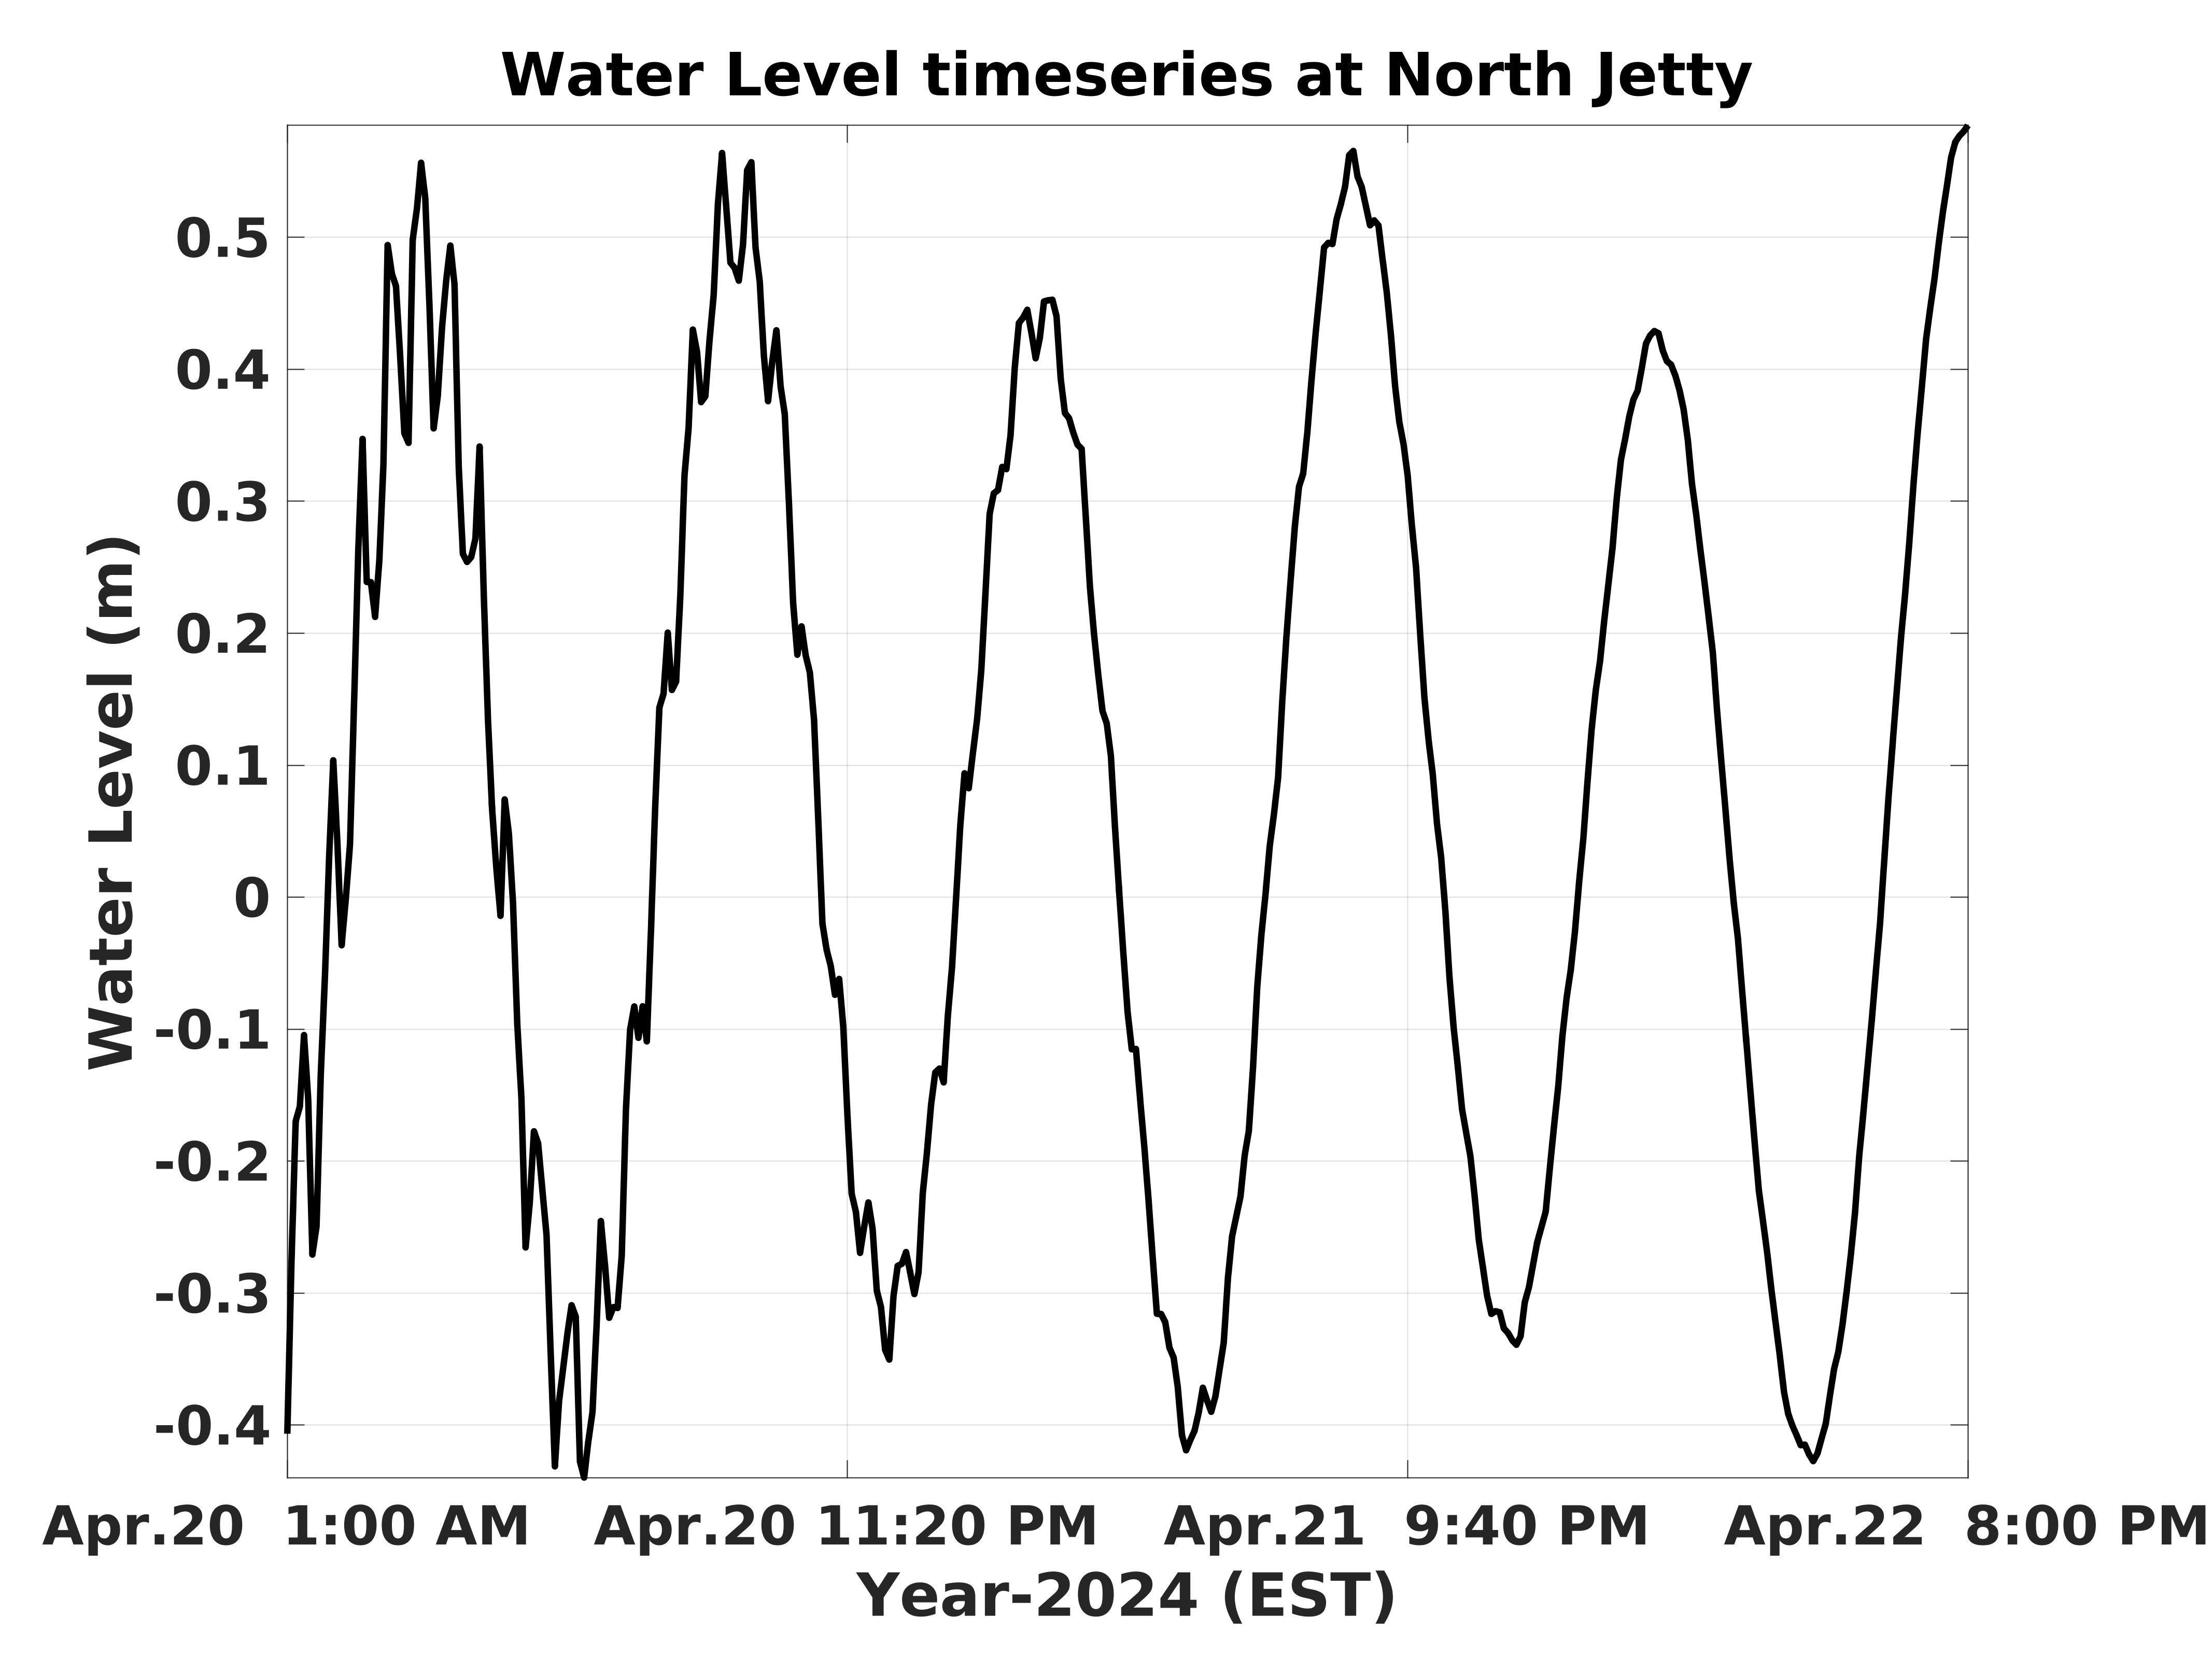 Water Level timeseries at North Jetty
Water Level (m)
0.5
0.4
0.3
0.2
0.1
0
-0.1
-0.2
-0.3
-0.4
Apr.20 1:00 AM Apr.20 11:20 PM Apr.21 9:40 PM Apr.22 8:00 PM
Year-2024 (EST)